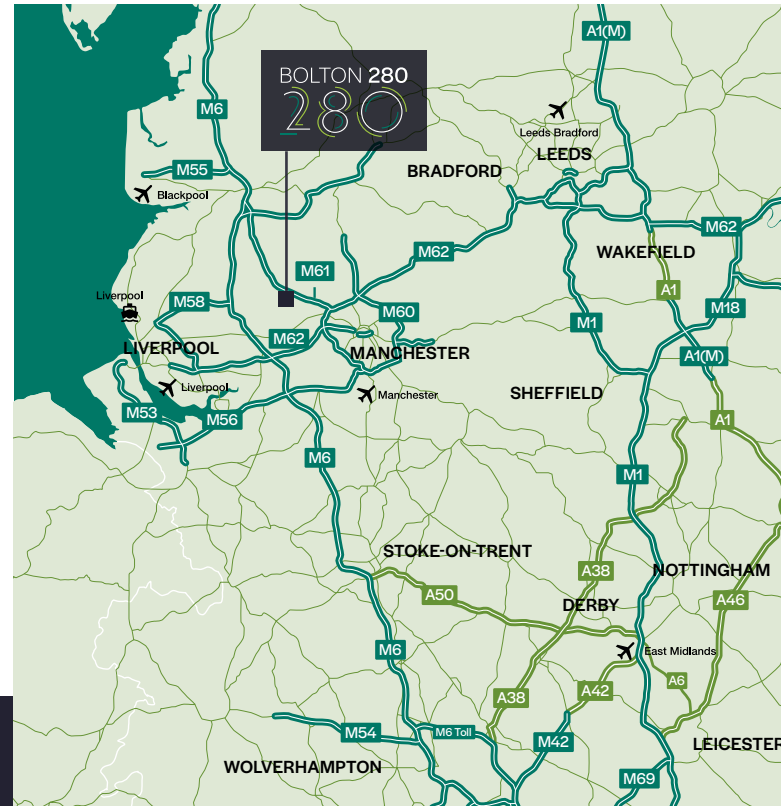 A1(M)
BOLTON 280
280
M6
Leeds Bradford
LEEDS
BRADFORD
M55
Blackpool
M62
M62
WAKEFIELD
M61
A1
Liverpool
M58
M60
M18
M1
M62
LIVERPOOL
MANCHESTER
A1(M)
Liverpool
Manchester
SHEFFIELD
M53
M56
A1
M6
M1
STOKE-ON-TRENT
A38
NOTTINGHAM
A50
DERBY
A46
M6
East Midlands
A6
A38
A42
M54
M6 Toll
M42
LEICESTER
WOLVERHAMPTON
M69